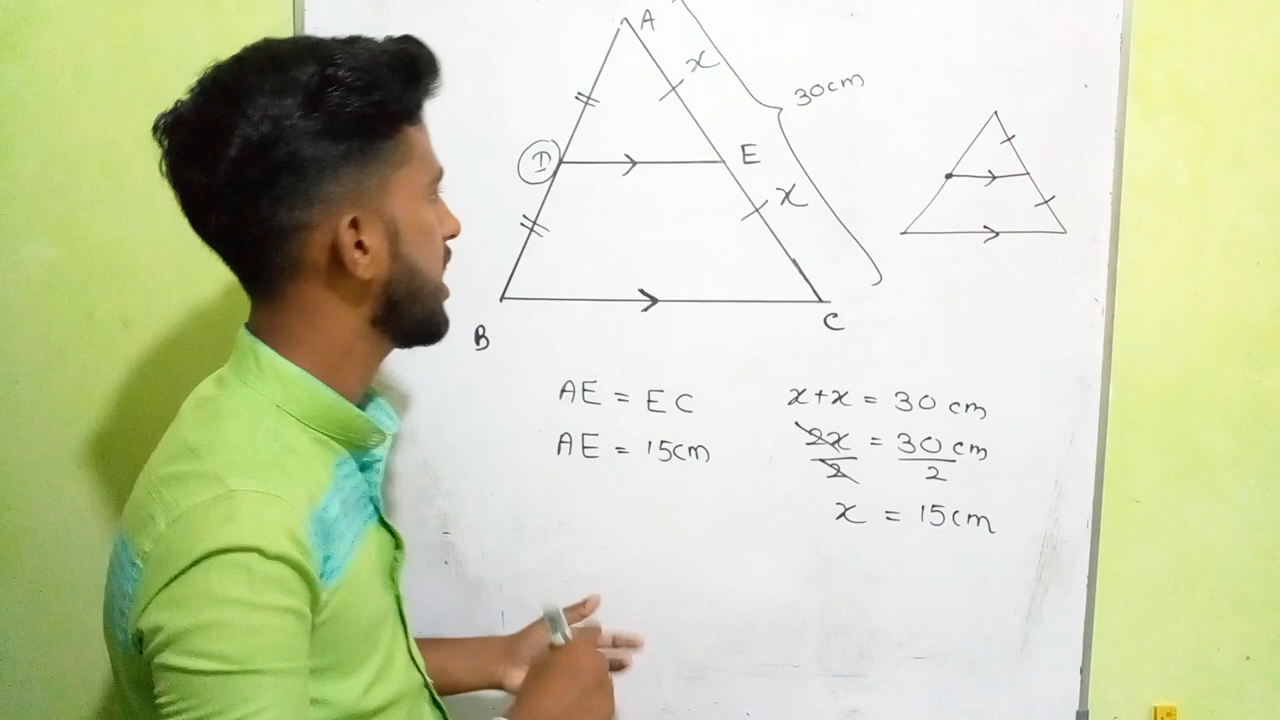 A
x
30cm
D
E
x
B
C
AE = EC
AE = 15cm
x+x = 30 cm
2x/2 = 30 cm/2
x = 15cm